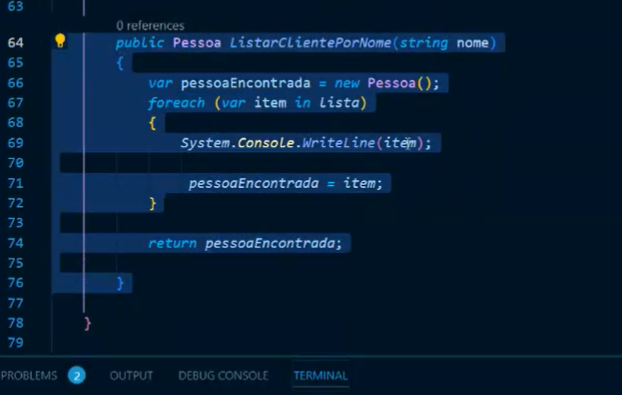 63
0 references
64 public Pessoa ListarClientePorNome(string nome)
65 {
66 var pessoaEncontrada = new Pessoa();
67 foreach (var item in lista)
68 {
69 System.Console.WriteLine(item);
70
71 pessoaEncontrada = item;
72 }
73
74 return pessoaEncontrada;
75
76 }
77
78 }
79
PROBLEMS 2 OUTPUT DEBUG CONSOLE TERMINAL